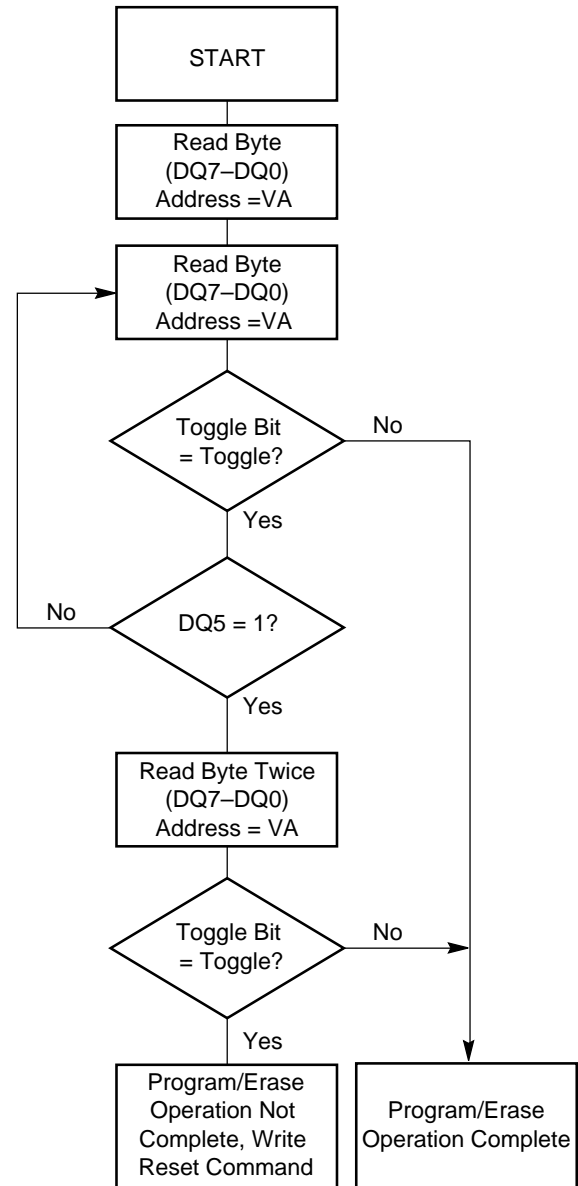 START
Read Byte
(DQ7–DQ0)
Address =VA
Read Byte
(DQ7–DQ0)
Address =VA
Toggle Bit
= Toggle?
No
Yes
No
DQ5 = 1?
Yes
Read Byte Twice
(DQ7–DQ0)
Address = VA
Toggle Bit
= Toggle?
No
Yes
Program/Erase
Operation Not
Complete, Write
Reset Command
Program/Erase
Operation Complete